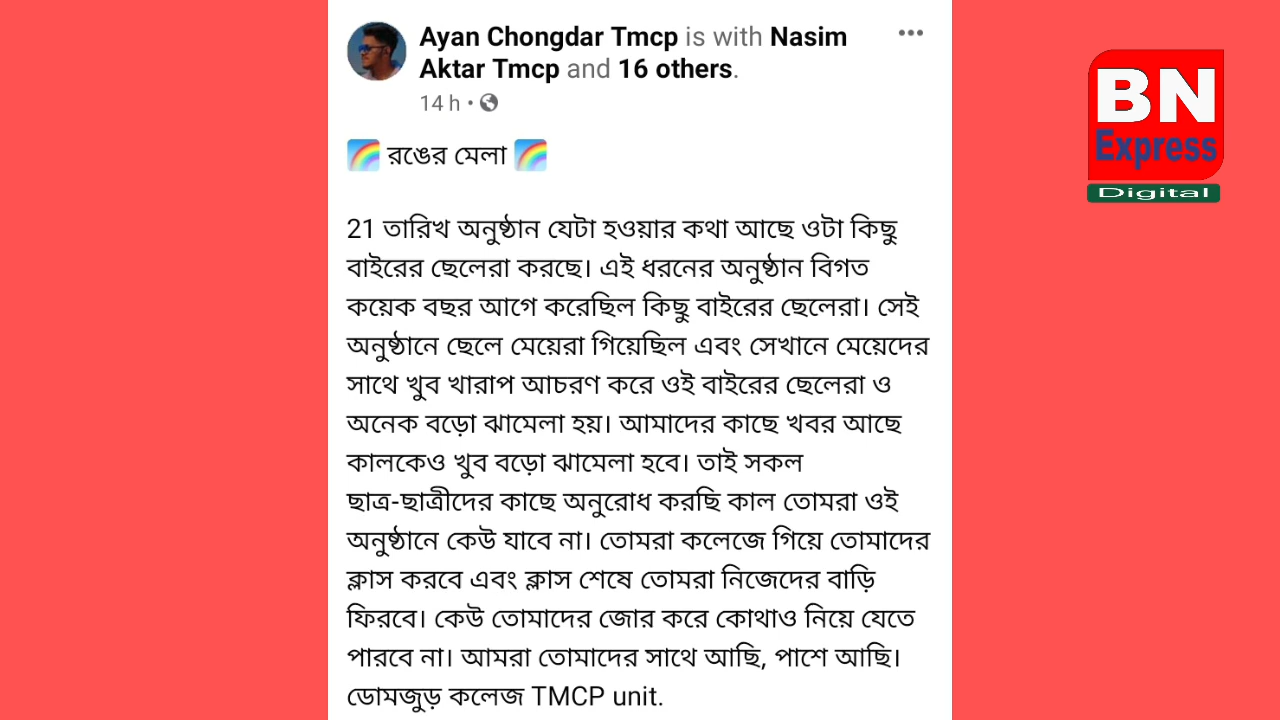 Ayan Chongdar Tmcp is with Nasim
Aktar Tmcp and 16 others.
14 h •
🌈 রঙের মেলা 🌈
21 তারিখ অনুষ্ঠান যেটা হওয়ার কথা আছে ওটা কিছু
বাইরের ছেলেরা করছে। এই ধরনের অনুষ্ঠান বিগত
কয়েক বছর আগে করেছিল কিছু বাইরের ছেলেরা। সেই
অনুষ্ঠানে ছেলে মেয়েরা গিয়েছিল এবং সেখানে মেয়েদের
সাথে খুব খারাপ আচরণ করে ওই বাইরের ছেলেরা ও
অনেক বড়ো ঝামেলা হয়। আমাদের কাছে খবর আছে
কালকেও খুব বড়ো ঝামেলা হবে। তাই সকল
ছাত্র-ছাত্রীদের কাছে অনুরোধ করছি কাল তোমরা ওই
অনুষ্ঠানে কেউ যাবে না। তোমরা কলেজে গিয়ে তোমাদের
ক্লাস করবে এবং ক্লাস শেষে তোমরা নিজেদের বাড়ি
ফিরবে। কেউ তোমাদের জোর করে কোথাও নিয়ে যেতে
পারবে না। আমরা তোমাদের সাথে আছি, পাশে আছি।
ডোমজুড় কলেজ TMCP unit.
BN
Express
Digital